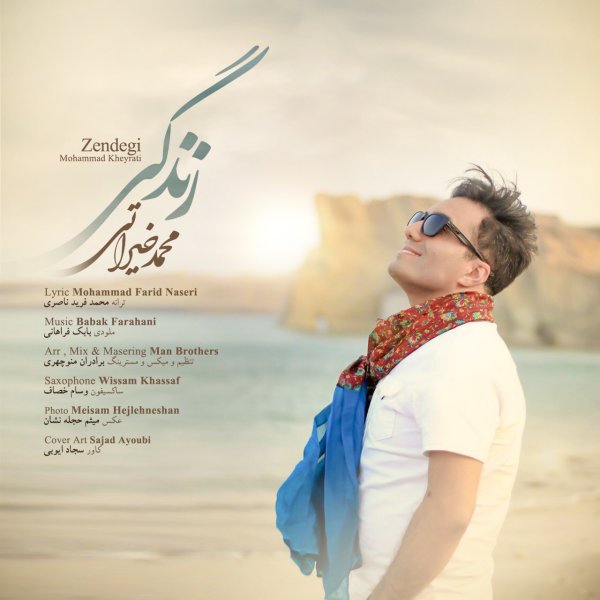 زندگی
Zendegi
Mohammad Kheyrati
محمد خیراتی
Lyric Mohammad Farid Naseri
ترانه محمد فرید ناصری
Music Babak Farahani
ملودی بابک فراهانی
Arr , Mix & Masering Man Brothers
تنظیم و میکس و مسترینگ برادران منوچهری
Saxophone Wissam Khassaf
ساکسیفون وسام خصاف
Photo Meisam Hejlehneshan
عکس میثم حجله نشان
Cover Art Sajad Ayoubi
کاور سجاد ایوبی